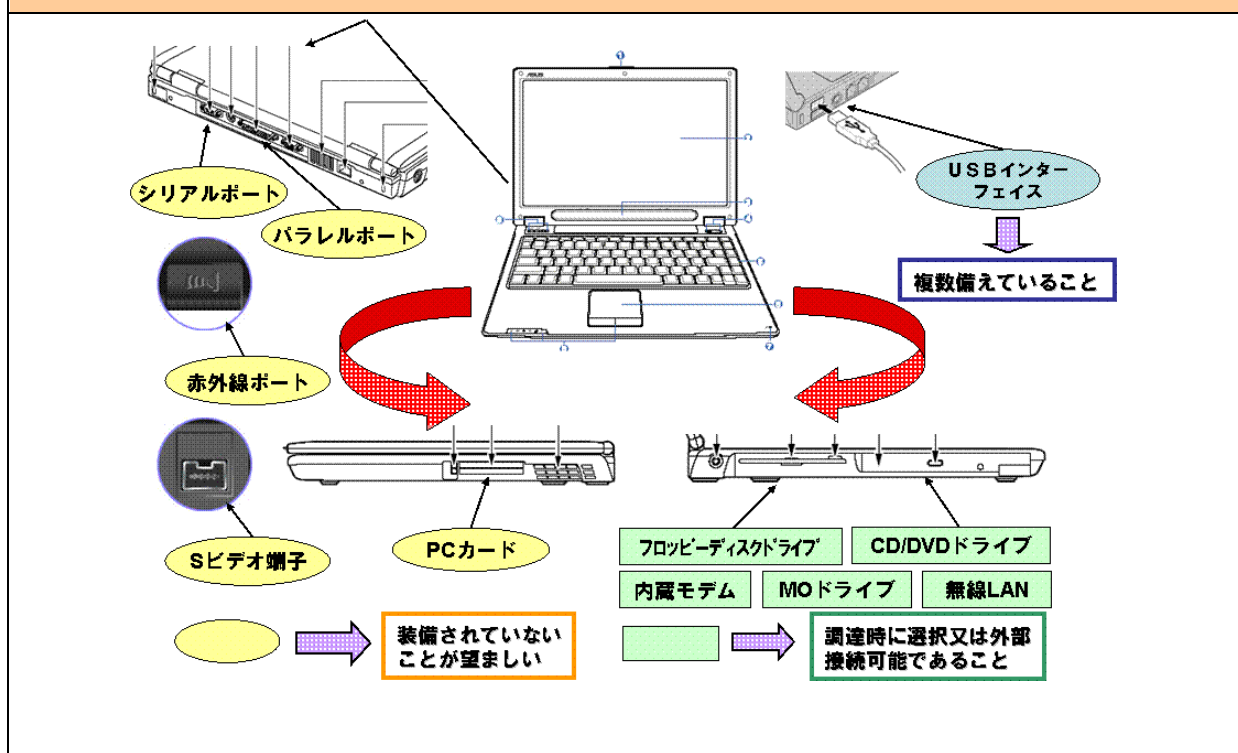 ASUS
シリアルポート
パラレルポート
USBインター
フェイス
複数備えていること
赤外線ポート
Sビデオ端子
PCカード
フロッピーディスクドライブ
CD/DVDドライブ
内蔵モデム
MOドライブ
無線LAN
装備されていない
ことが望ましい
調達時に選択又は外部
接続可能であること